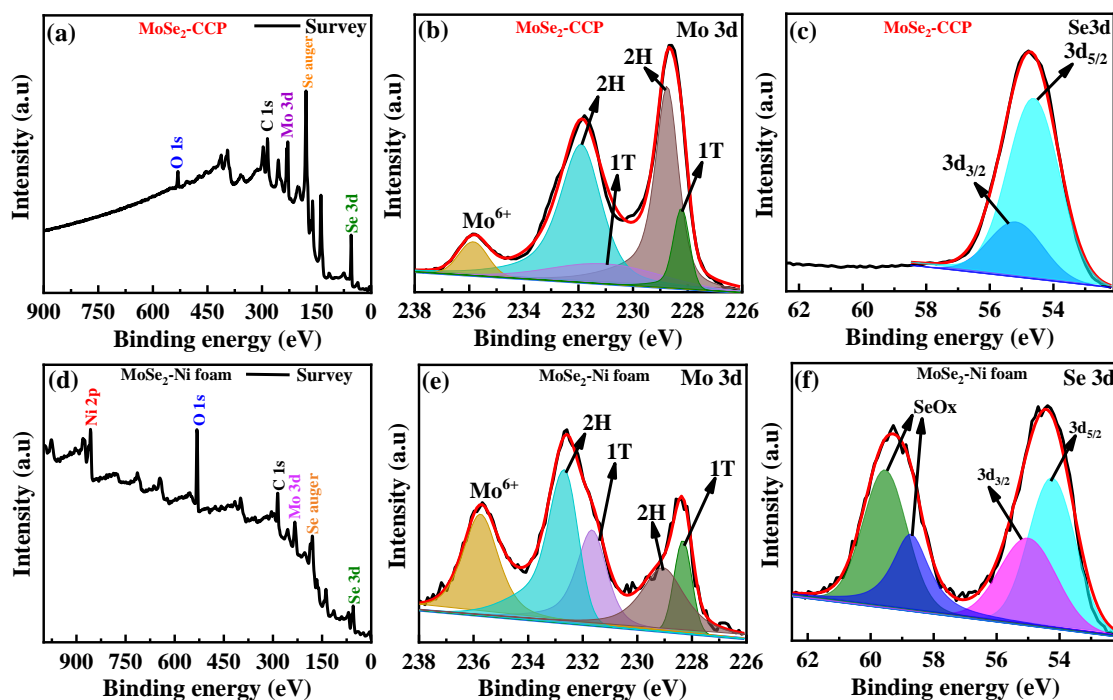 (a)
MoSe₂-CCP
Survey
Se auger
C 1s
Mo 3d
O 1s
Se 3d
Intensity (a.u)
900 750 600 450 300 150 0
Binding energy (eV)
(b)
MoSe₂-CCP
Mo 3d
2H
2H
1T
1T
Mo⁶⁺
Intensity (a.u)
238 236 234 232 230 228 226
Binding energy (eV)
(c)
MoSe₂-CCP
Se3d
3d₅/₂
3d₃/₂
Intensity (a.u)
62 60 58 56 54
Binding energy (eV)
(d)
MoSe₂-Ni foam
Survey
Ni 2p
O 1s
C 1s
Mo 3d
Se auger
Se 3d
Intensity (a.u)
900 750 600 450 300 150 0
Binding energy (eV)
(e)
MoSe₂-Ni foam
Mo 3d
2H
1T
1T
Mo⁶⁺
2H
Intensity (a.u)
238 236 234 232 230 228 226
Binding energy (eV)
(f)
MoSe₂-Ni foam
Se 3d
SeOx
3d₅/₂
3d₃/₂
Intensity (a.u)
62 60 58 56 54
Binding energy (eV)